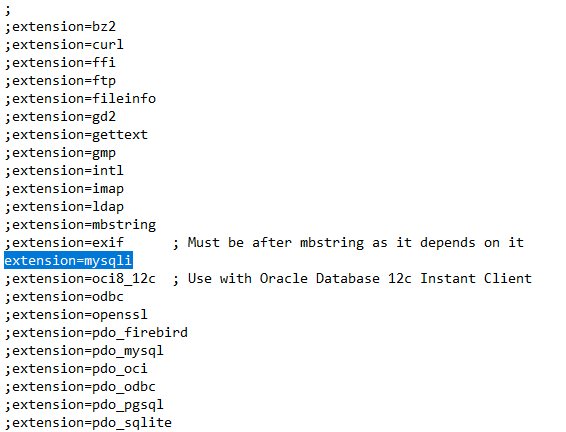 ;
;extension=bz2
;extension=curl
;extension=ffi
;extension=ftp
;extension=fileinfo
;extension=gd2
;extension=gettext
;extension=gmp
;extension=intl
;extension=imap
;extension=ldap
;extension=mbstring
;extension=exif      ; Must be after mbstring as it depends on it
extension=mysqli
;extension=oci8_12c  ; Use with Oracle Database 12c Instant Client
;extension=odbc
;extension=openssl
;extension=pdo_firebird
;extension=pdo_mysql
;extension=pdo_oci
;extension=pdo_odbc
;extension=pdo_pgsql
;extension=pdo_sqlite